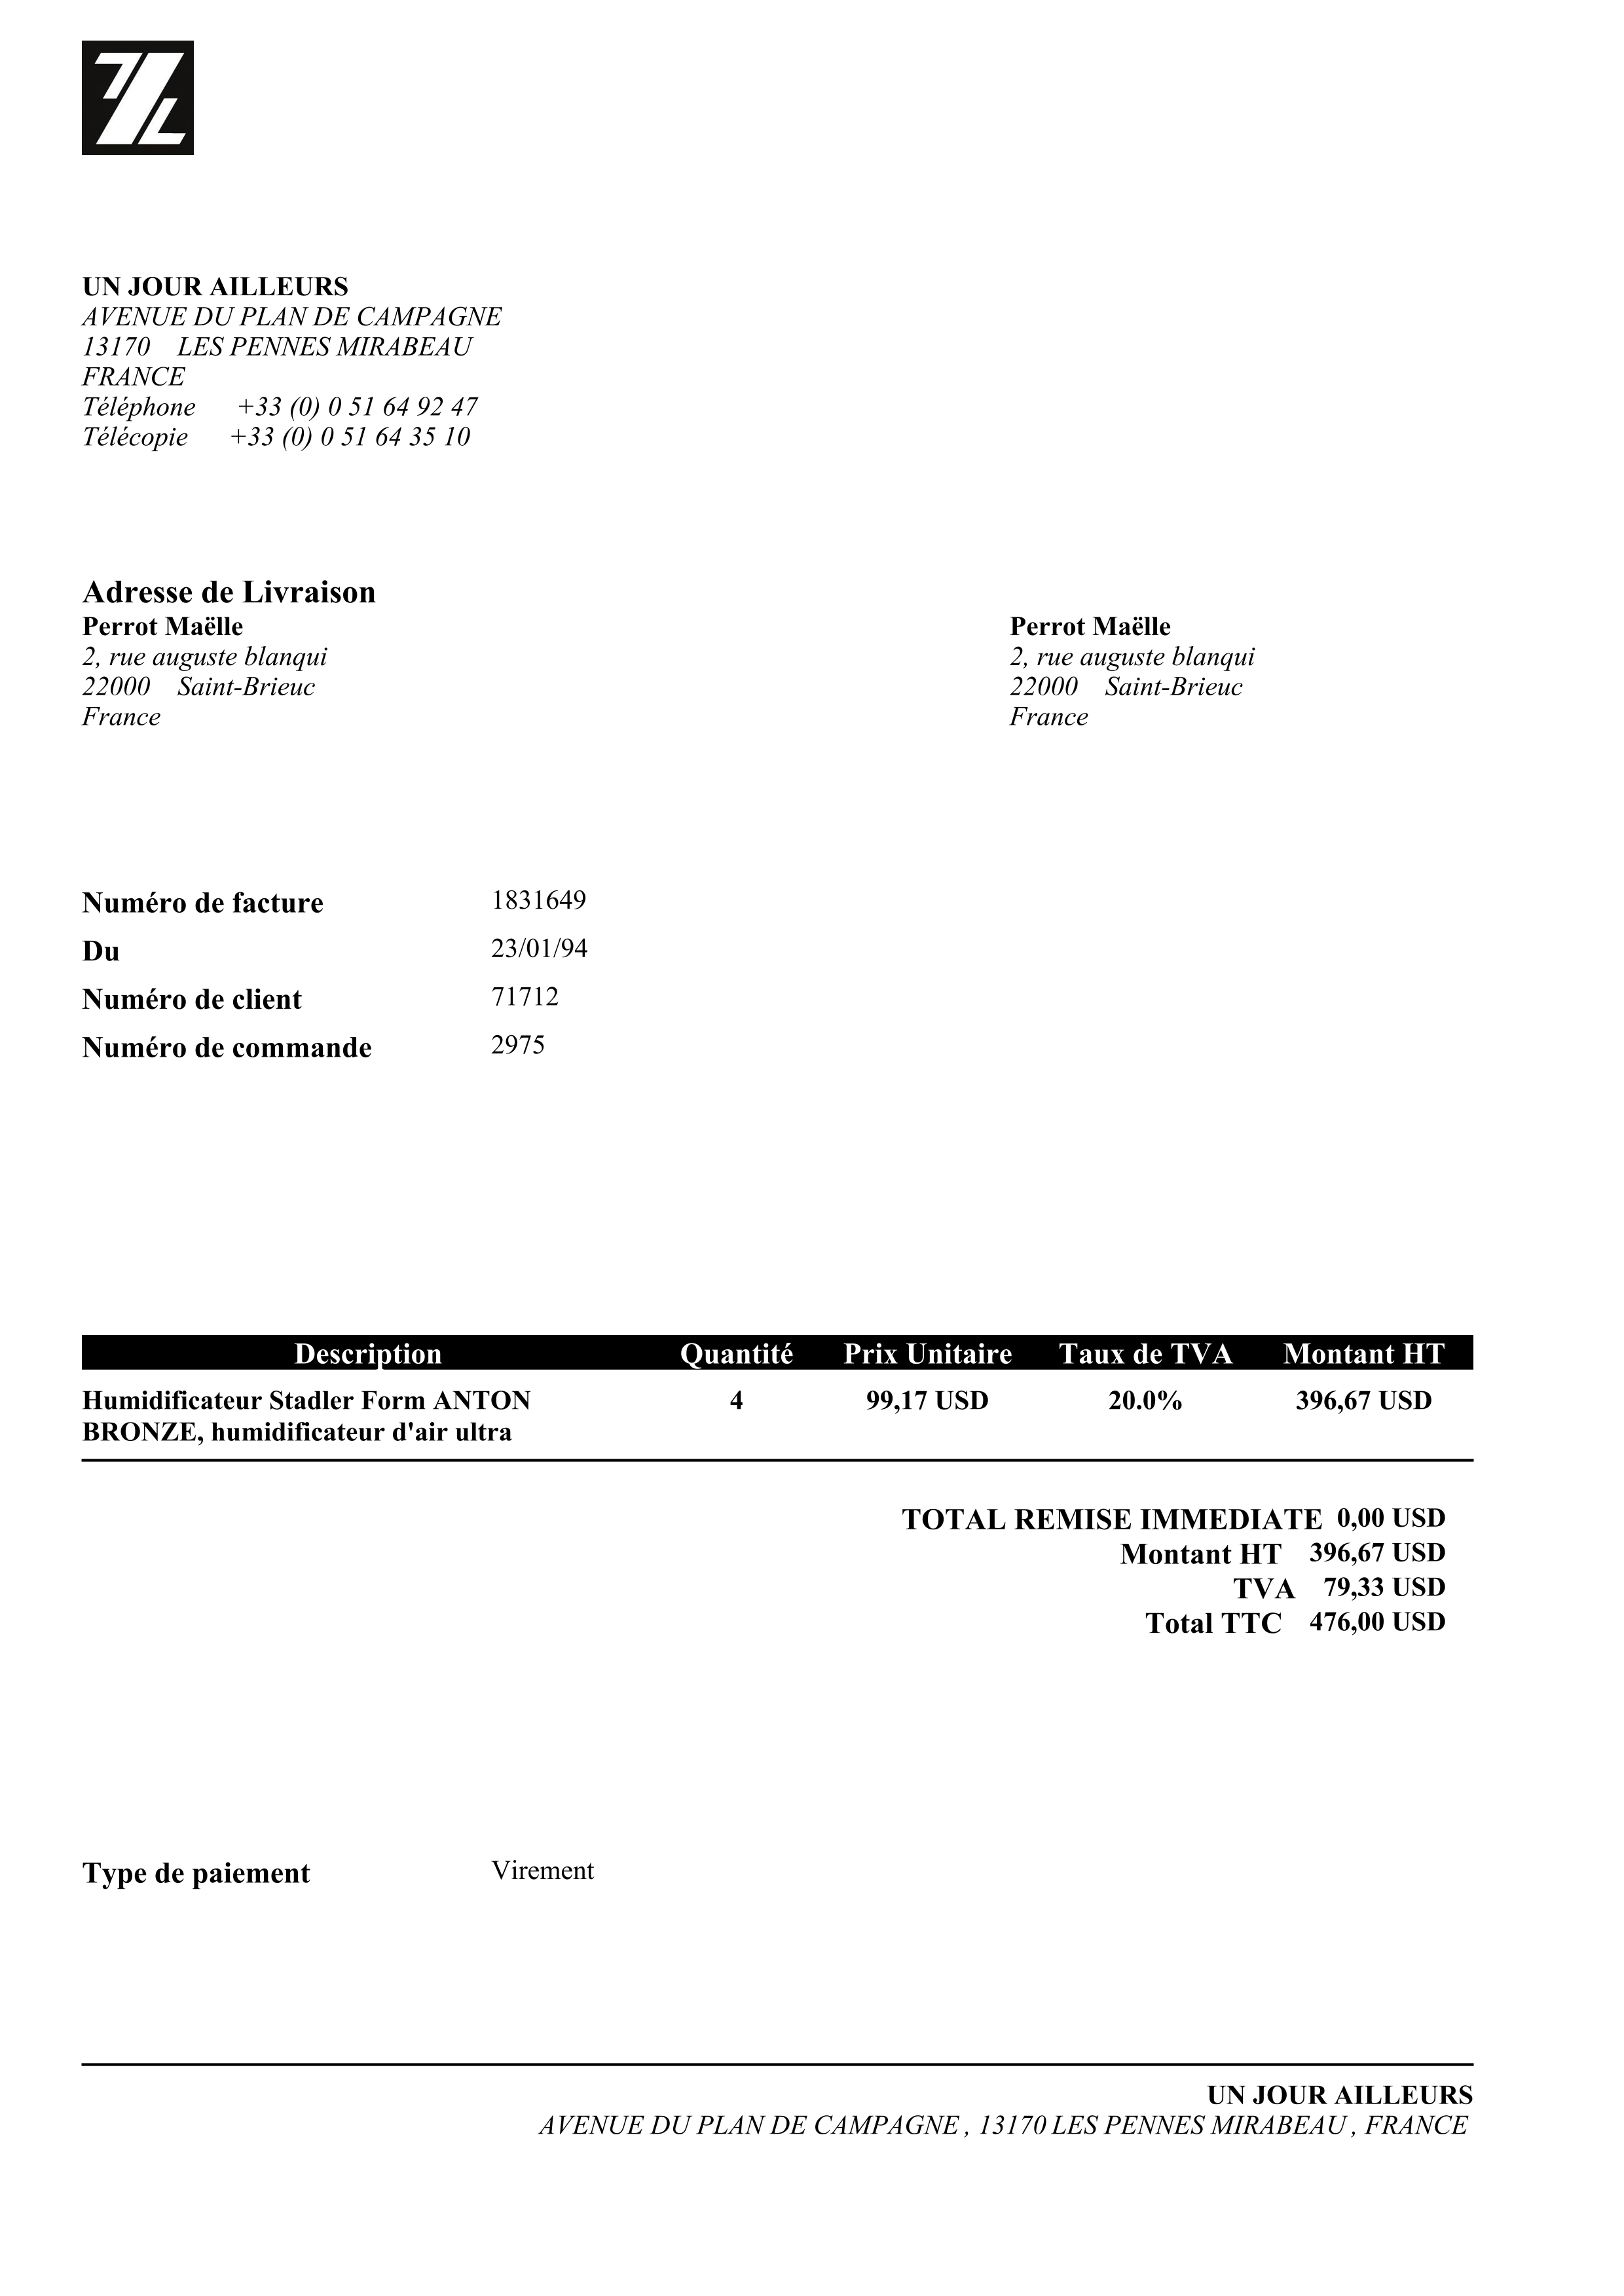 UN JOUR AILLEURS
AVENUE DU PLAN DE CAMPAGNE
13170 LES PENNES MIRABEAU
FRANCE
Téléphone +33 (0) 0 51 64 92 47
Télécopie +33 (0) 0 51 64 35 10
Adresse de Livraison
Perrot Maëlle
2, rue auguste blanqui
22000 Saint-Brieuc
France
Perrot Maëlle
2, rue auguste blanqui
22000 Saint-Brieuc
France
Numéro de facture 1831649
Du 23/01/94
Numéro de client 71712
Numéro de commande 2975
Description Quantité Prix Unitaire Taux de TVA Montant HT
Humidificateur Stadler Form ANTON 4 99,17 USD 20.0% 396,67 USD
BRONZE, humidificateur d'air ultra
TOTAL REMISE IMMEDIATE 0,00 USD
Montant HT 396,67 USD
TVA 79,33 USD
Total TTC 476,00 USD
Type de paiement Virement
UN JOUR AILLEURS
AVENUE DU PLAN DE CAMPAGNE , 13170 LES PENNES MIRABEAU , FRANCE